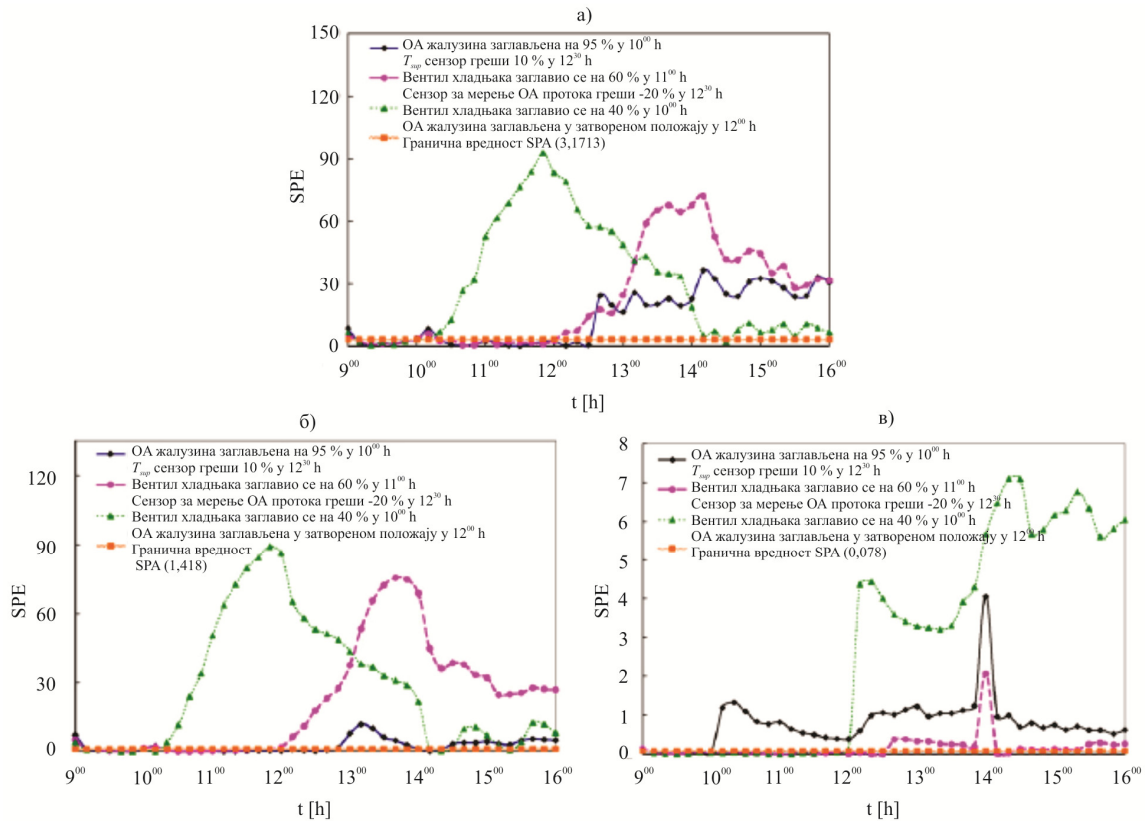 а)
150
120
90
60
30
0
SPE
ОА жалузина заглављена на 95 % у 10⁰⁰ h
Tsup сензор греши 10 % у 12³⁰ h
Вентил хладњака заглавио се на 60 % у 11⁰⁰ h
Сензор за мерење ОА протока греши -20 % у 12³⁰ h
Вентил хладњака заглавио се на 40 % у 10⁰⁰ h
ОА жалузина заглављена у затвореном положају у 12⁰⁰ h
Гранична вредност SPA (3,1713)
9⁰⁰ 10⁰⁰ 11⁰⁰ 12⁰⁰ 13⁰⁰ 14⁰⁰ 15⁰⁰ 16⁰⁰
t [h]
б)
120
90
60
30
0
SPE
ОА жалузина заглављена на 95 % у 10⁰⁰ h
Tsup сензор греши 10 % у 12³⁰ h
Вентил хладњака заглавио се на 60 % у 11⁰⁰ h
Сензор за мерење ОА протока греши -20 % у 12³⁰ h
Вентил хладњака заглавио се на 40 % у 10⁰⁰ h
ОА жалузина заглављена у затвореном положају у 12⁰⁰ h
Гранична вредност
SPA (1,418)
9⁰⁰ 10⁰⁰ 11⁰⁰ 12⁰⁰ 13⁰⁰ 14⁰⁰ 15⁰⁰ 16⁰⁰
t [h]
в)
8
7
6
5
4
3
2
1
0
SPE
ОА жалузина заглављена на 95 % у 10⁰⁰ h
Tsup сензор греши 10 % у 12³⁰ h
Вентил хладњака заглавио се на 60 % у 11⁰⁰ h
Сензор за мерење ОА протока греши -20 % у 12³⁰ h
Вентил хладњака заглавио се на 40 % у 10⁰⁰ h
ОА жалузина заглављена у затвореном положају у 12⁰⁰ h
Гранична вредност SPA (0,078)
9⁰⁰ 10⁰⁰ 11⁰⁰ 12⁰⁰ 13⁰⁰ 14⁰⁰ 15⁰⁰ 16⁰⁰
t [h]